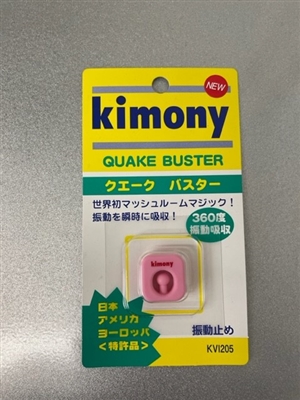 NEW
kimony
QUAKE BUSTER
クエーク バスター
世界初マッシュルームマジック!
振動を瞬時に吸収!
360度
振動吸収
kimony
日本
アメリカ
ヨーロッパ
<特許品>
振動止め
KVI205